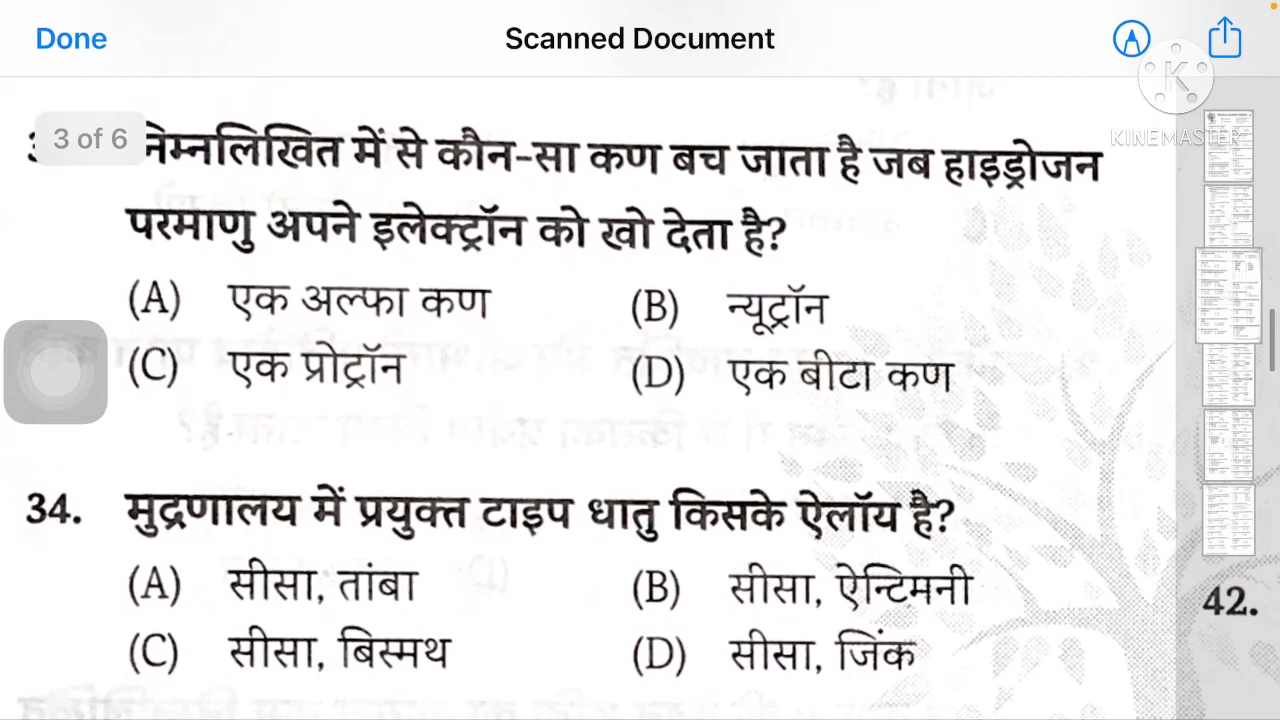 Done
Scanned Document
KINEMASTER
3 of 6
निम्नलिखित में से कौन-सा कण बच जाता है जब हाइड्रोजन
परमाणु अपने इलेक्ट्रॉन को खो देता है?
(A) एक अल्फा कण (B) न्यूट्रॉन
(C) एक प्रोट्रॉन (D) एक बीटा कण
34. मुद्रणालय में प्रयुक्त टाइप धातु किसके ऐलॉय है?
(A) सीसा, तांबा (B) सीसा, ऐन्टिमनी
(C) सीसा, बिस्मथ (D) सीसा, जिंक
42.